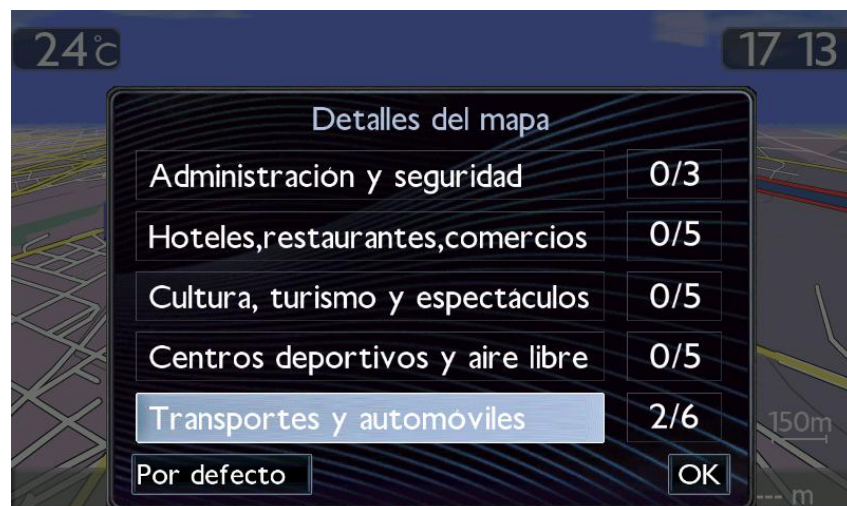 24°C
17 13
Detalles del mapa
Administración y seguridad 0/3
Hoteles,restaurantes,comercios 0/5
Cultura, turismo y espectáculos 0/5
Centros deportivos y aire libre 0/5
Transportes y automóviles 2/6
150m
Por defecto OK
--- m